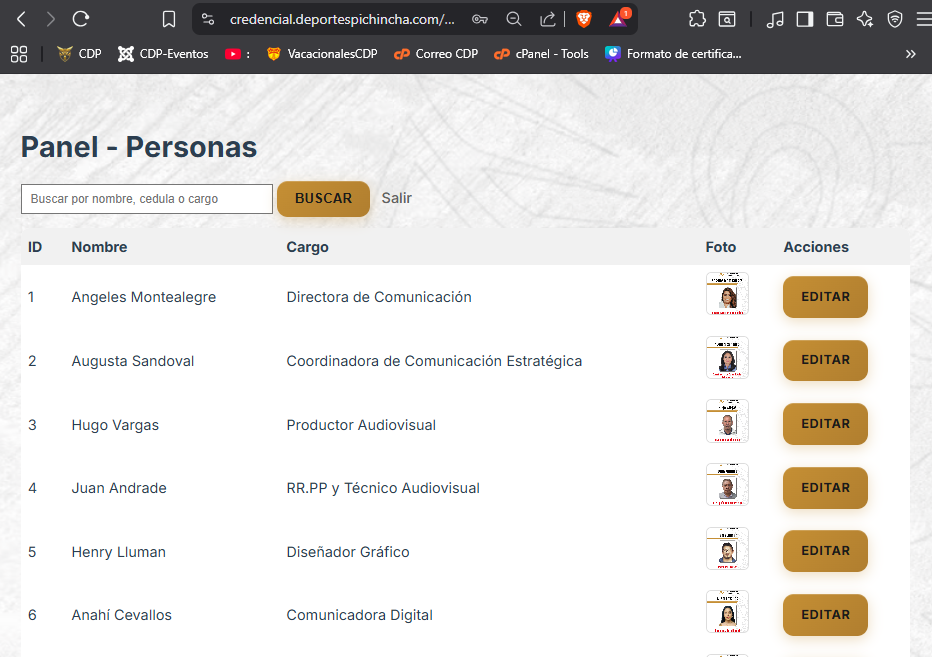 credencial.deportespichincha.com/...
1
CDP
CDP-Eventos
:
VacacionalesCDP
Correo CDP
cPanel - Tools
Formato de certifica...
»
Panel - Personas
Buscar por nombre, cedula o cargo
BUSCAR
Salir
ID Nombre Cargo Foto Acciones
1 Angeles Montealegre Directora de Comunicación EDITAR
2 Augusta Sandoval Coordinadora de Comunicación Estratégica EDITAR
3 Hugo Vargas Productor Audiovisual EDITAR
4 Juan Andrade RR.PP y Técnico Audiovisual EDITAR
5 Henry Lluman Diseñador Gráfico EDITAR
6 Anahí Cevallos Comunicadora Digital EDITAR